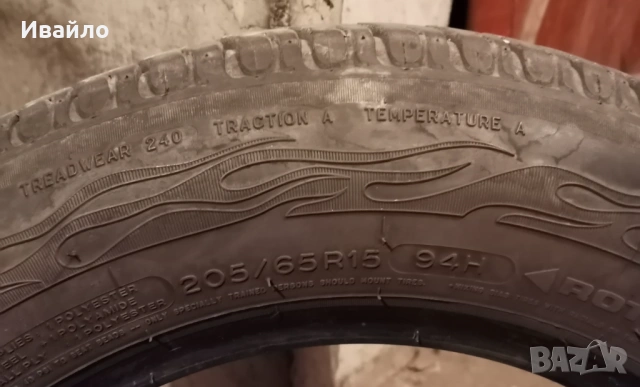 Ивайло
TREADWEAR 240 TRACTION A TEMPERATURE A
205/65R15 94H
ROT
POLYESTER
POLYAMIDE
POLYESTER
ONLY SPECIALLY TRAINED PERSONS SHOULD MOUNT TIRES.
BAZAR